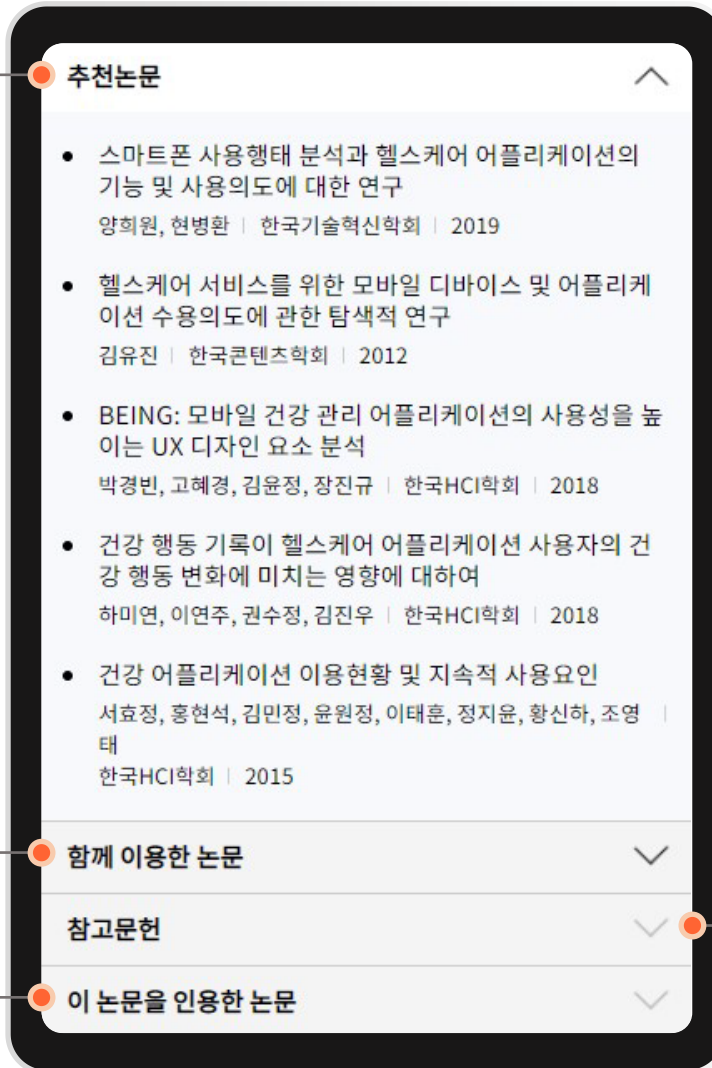 추천논문
스마트폰 사용행태 분석과 헬스케어 어플리케이션의
기능 및 사용의도에 대한 연구
양희원, 현병환 | 한국기술혁신학회 | 2019
헬스케어 서비스를 위한 모바일 디바이스 및 어플리케
이션 수용의도에 관한 탐색적 연구
김유진 | 한국콘텐츠학회 | 2012
BEING: 모바일 건강 관리 어플리케이션의 사용성을 높
이는 UX 디자인 요소 분석
박경빈, 고혜경, 김윤정, 장진규 | 한국HCI학회 | 2018
건강 행동 기록이 헬스케어 어플리케이션 사용자의 건
강 행동 변화에 미치는 영향에 대하여
하미연, 이연주, 권수정, 김진우 | 한국HCI학회 | 2018
건강 어플리케이션 이용현황 및 지속적 사용요인
서효정, 홍현석, 김민정, 윤원정, 이태훈, 정지윤, 황신하, 조영 |
태
한국HCI학회 | 2015
함께 이용한 논문
참고문헌
이 논문을 인용한 논문